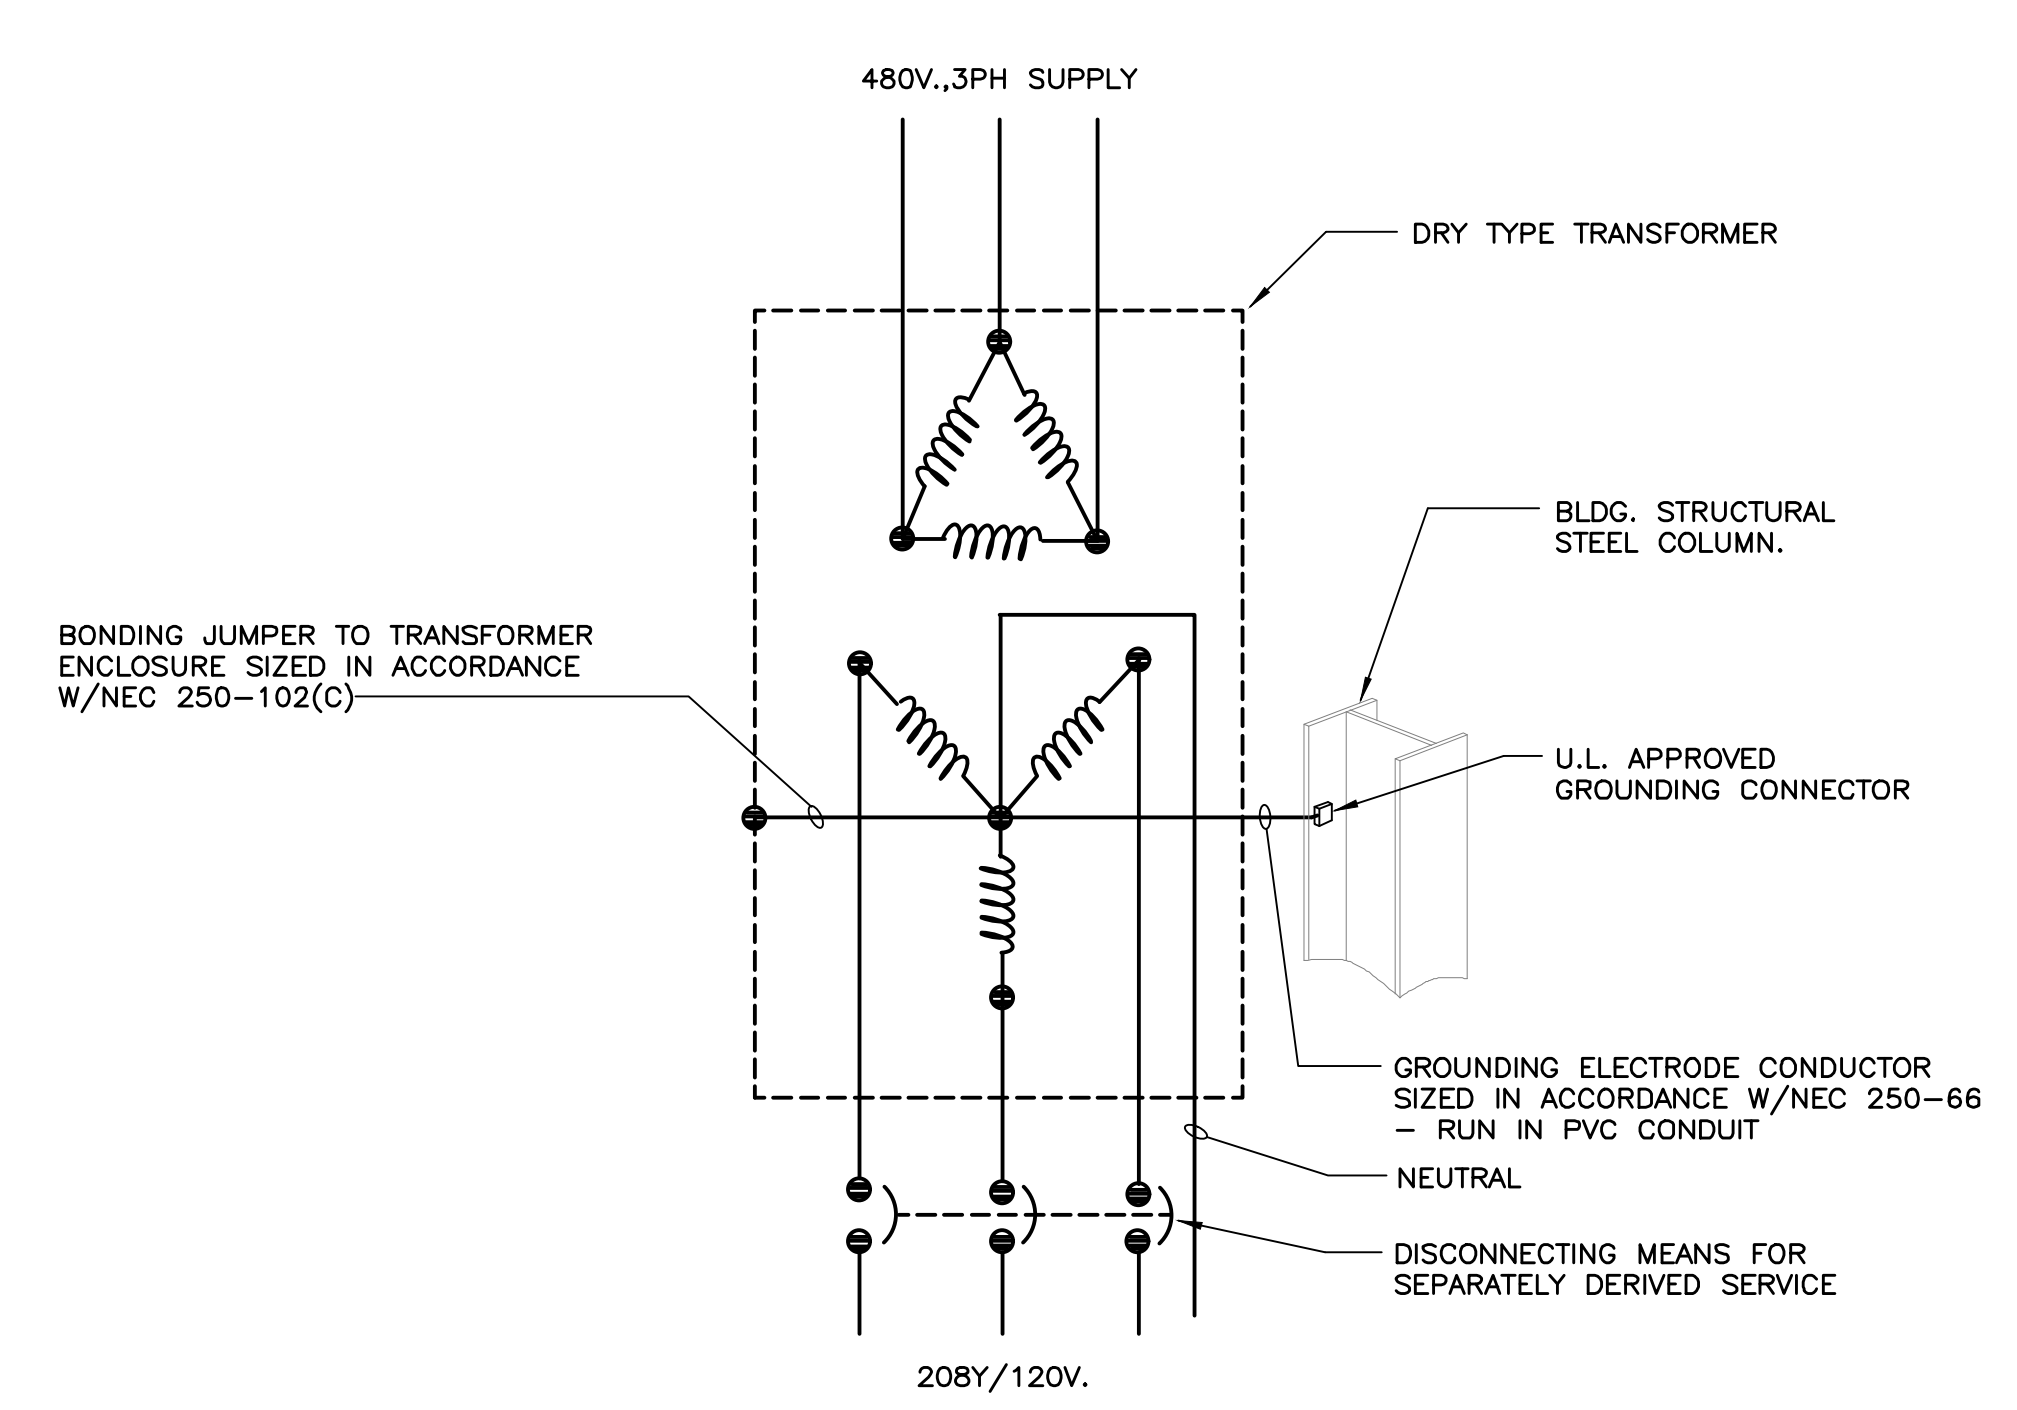 480V.,3PH SUPPLY
DRY TYPE TRANSFORMER
BLDG. STRUCTURAL
STEEL COLUMN.
BONDING JUMPER TO TRANSFORMER
ENCLOSURE SIZED IN ACCORDANCE
W/NEC 250-102(C)
U.L. APPROVED
GROUNDING CONNECTOR
GROUNDING ELECTRODE CONDUCTOR
SIZED IN ACCORDANCE W/NEC 250-66
- RUN IN PVC CONDUIT
NEUTRAL
DISCONNECTING MEANS FOR
SEPARATELY DERIVED SERVICE
208Y/120V.